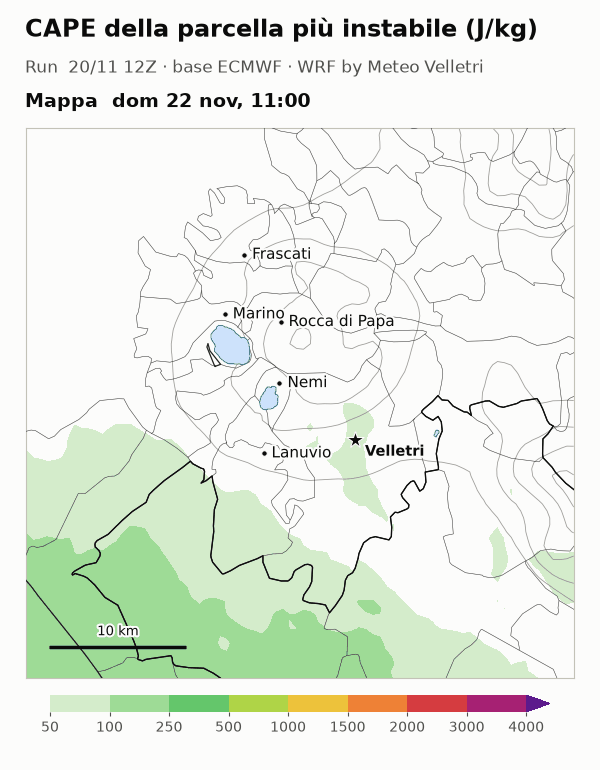 CAPE della parcella più instabile (J/kg)
Run  20/11 12Z · base ECMWF · WRF by Meteo Velletri
Mappa  dom 22 nov, 11:00
Frascati
Marino
Rocca di Papa
Nemi
Velletri
Lanuvio
10 km
50 100 250 500 1000 1500 2000 3000 4000